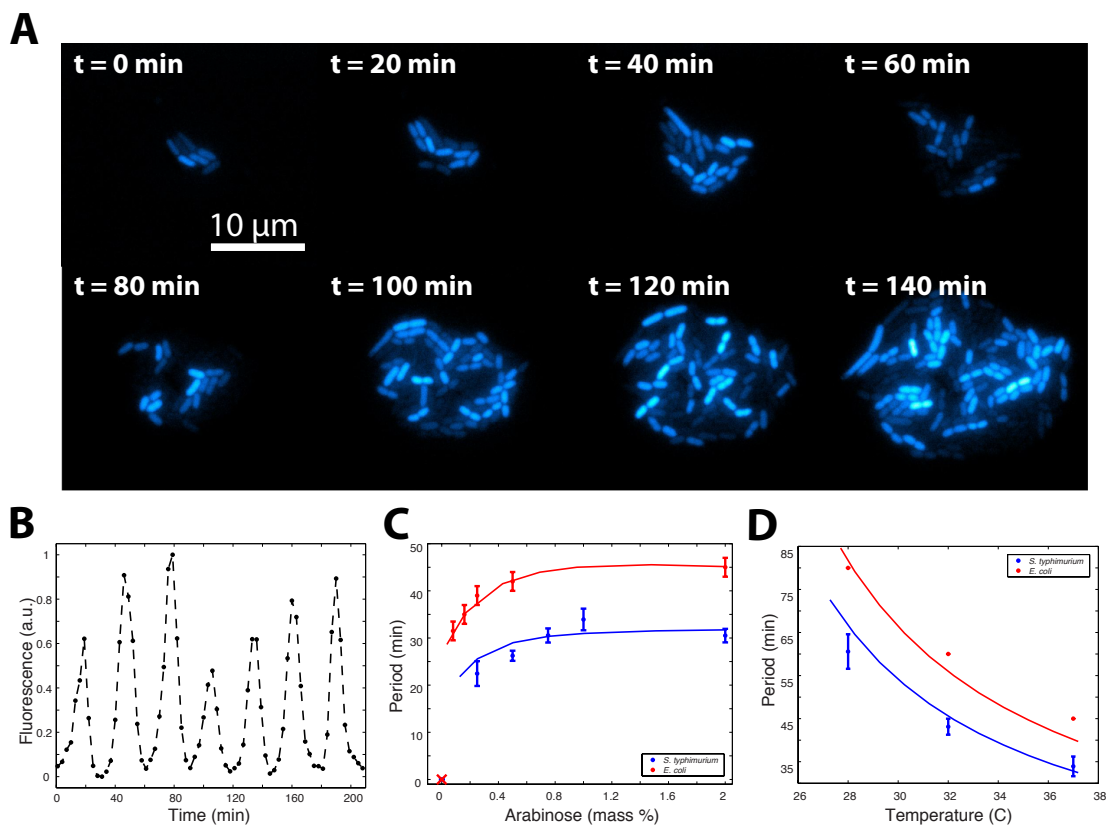 A
t = 0 min
t = 20 min
t = 40 min
t = 60 min
10 μm
t = 80 min
t = 100 min
t = 120 min
t = 140 min
B
1
0.8
0.6
0.4
0.2
0
Fluorescence (a.u.)
0 40 80 120 160 200
Time (min)
C
50
40
30
20
10
0
Period (min)
S. typhimurium
E. coli
0 0.4 0.8 1.2 1.6 2
Arabinose (mass %)
D
85
75
65
55
45
35
Period (min)
S. typhimurium
E. coli
26 28 30 32 34 36 38
Temperature (C)